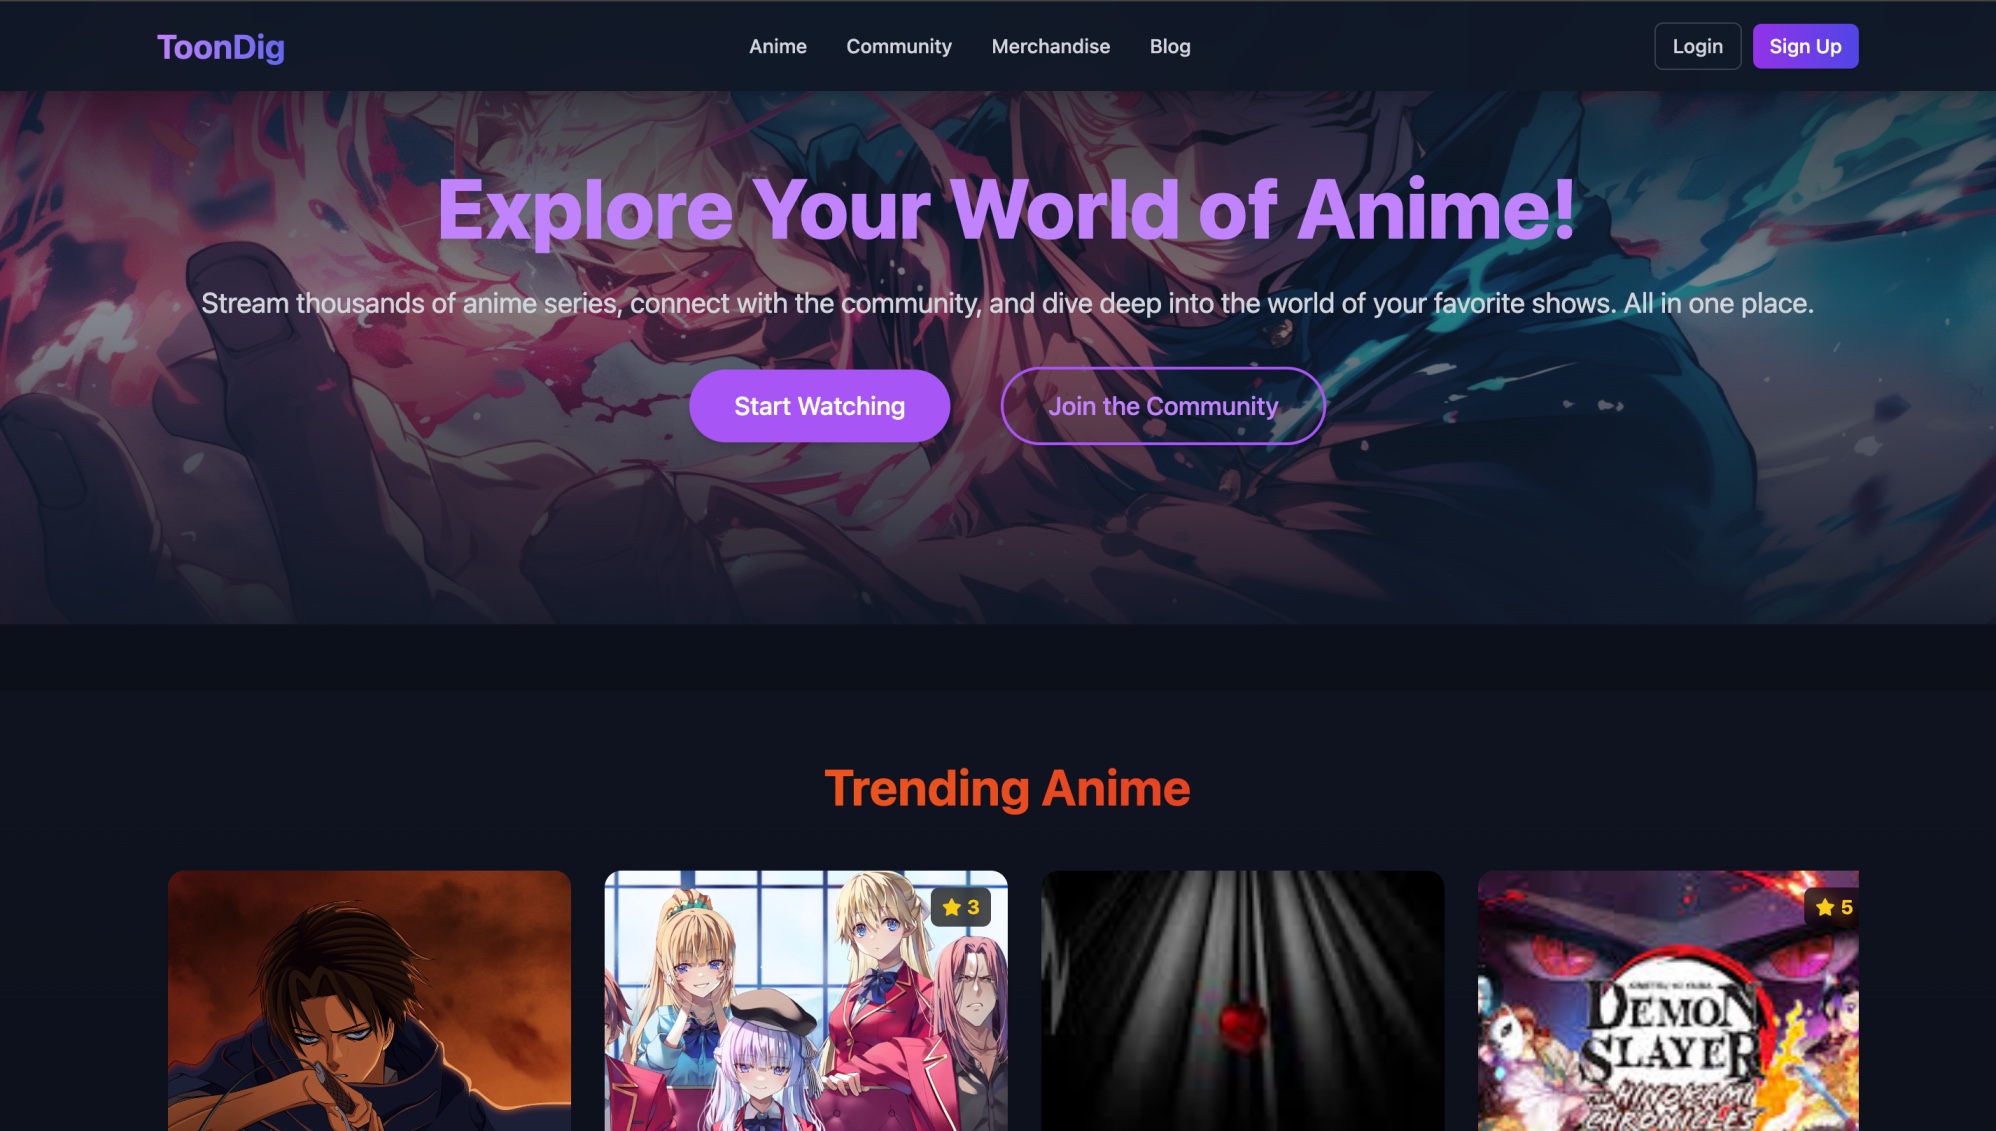 ToonDig
Anime Community Merchandise Blog
Login Sign Up
Explore Your World of Anime!
Stream thousands of anime series, connect with the community, and dive deep into the world of your favorite shows. All in one place.
Start Watching Join the Community
Trending Anime
3
5
DEMON
SLAYER
THE HINOKAMI
CHRONICLES